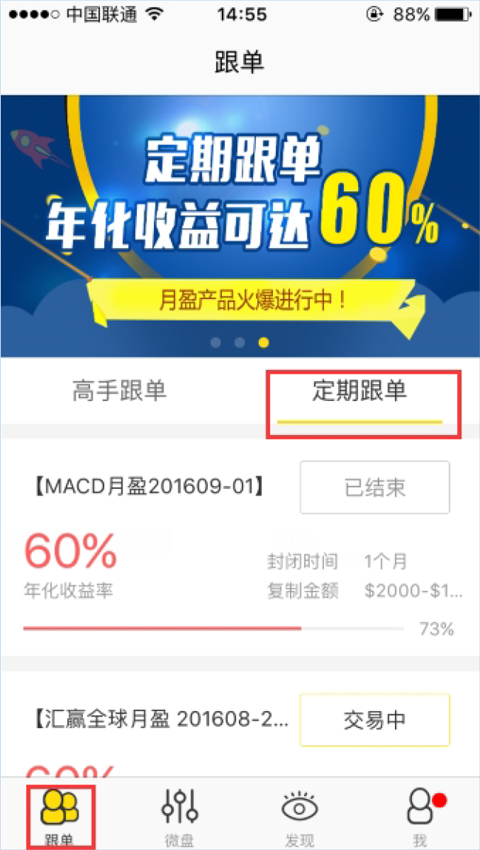 中国联通 14:55 88%
跟单
定期跟单
年化收益可达60%
月盈产品火爆进行中！
高手跟单 定期跟单
【MACD月盈201609-01】 已结束
60%
封闭时间 1个月
年化收益率 复制金额 $2000-$1...
73%
【汇赢全球月盈 201608-2... 交易中
60%
跟单 微盘 发现 我